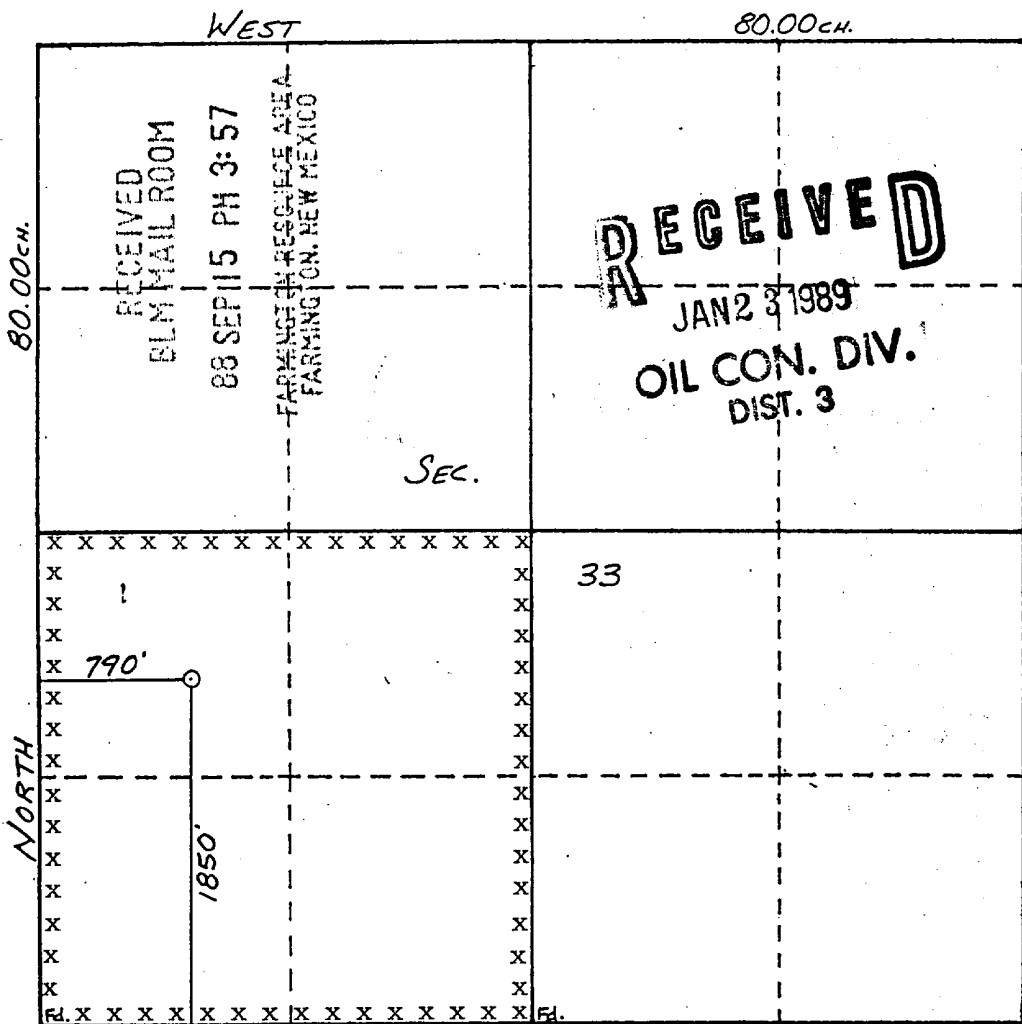 WEST
80.00CH.
80.00CH.
RECEIVED
BLM MAIL ROOM
88 SEP 15 PM 3:57
FARMINGTON RESOURCE AREA
FARMINGTON, NEW MEXICO
RECEIVED
JAN 23 1989
OIL CON. DIV.
DIST. 3
SEC.
33
X X X X X X X X X X X X X X X X
X X
X X
X X
X 790' X
X X
X X
X X
X X
X X
X 1850' X
X X
X X
X X
X X
NORTH
Fd. X X X X X X X X X X X X X X X Fd.